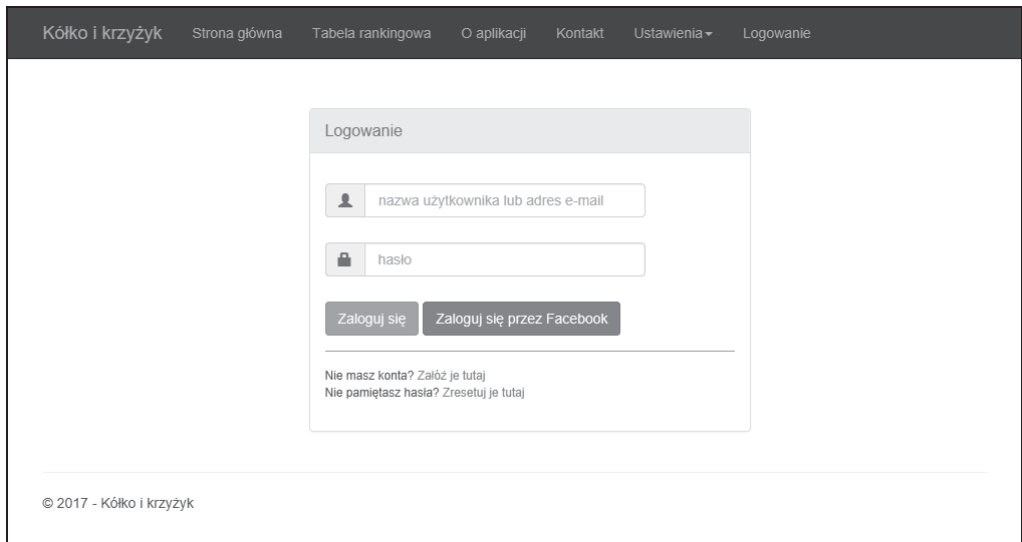 Kółko i krzyżyk Strona główna Tabela rankingowa O aplikacji Kontakt Ustawienia Logowanie
Logowanie
nazwa użytkownika lub adres e-mail
hasło
Zaloguj się Zaloguj się przez Facebook
Nie masz konta? Załóż je tutaj
Nie pamiętasz hasła? Zresetuj je tutaj
© 2017 - Kółko i krzyżyk